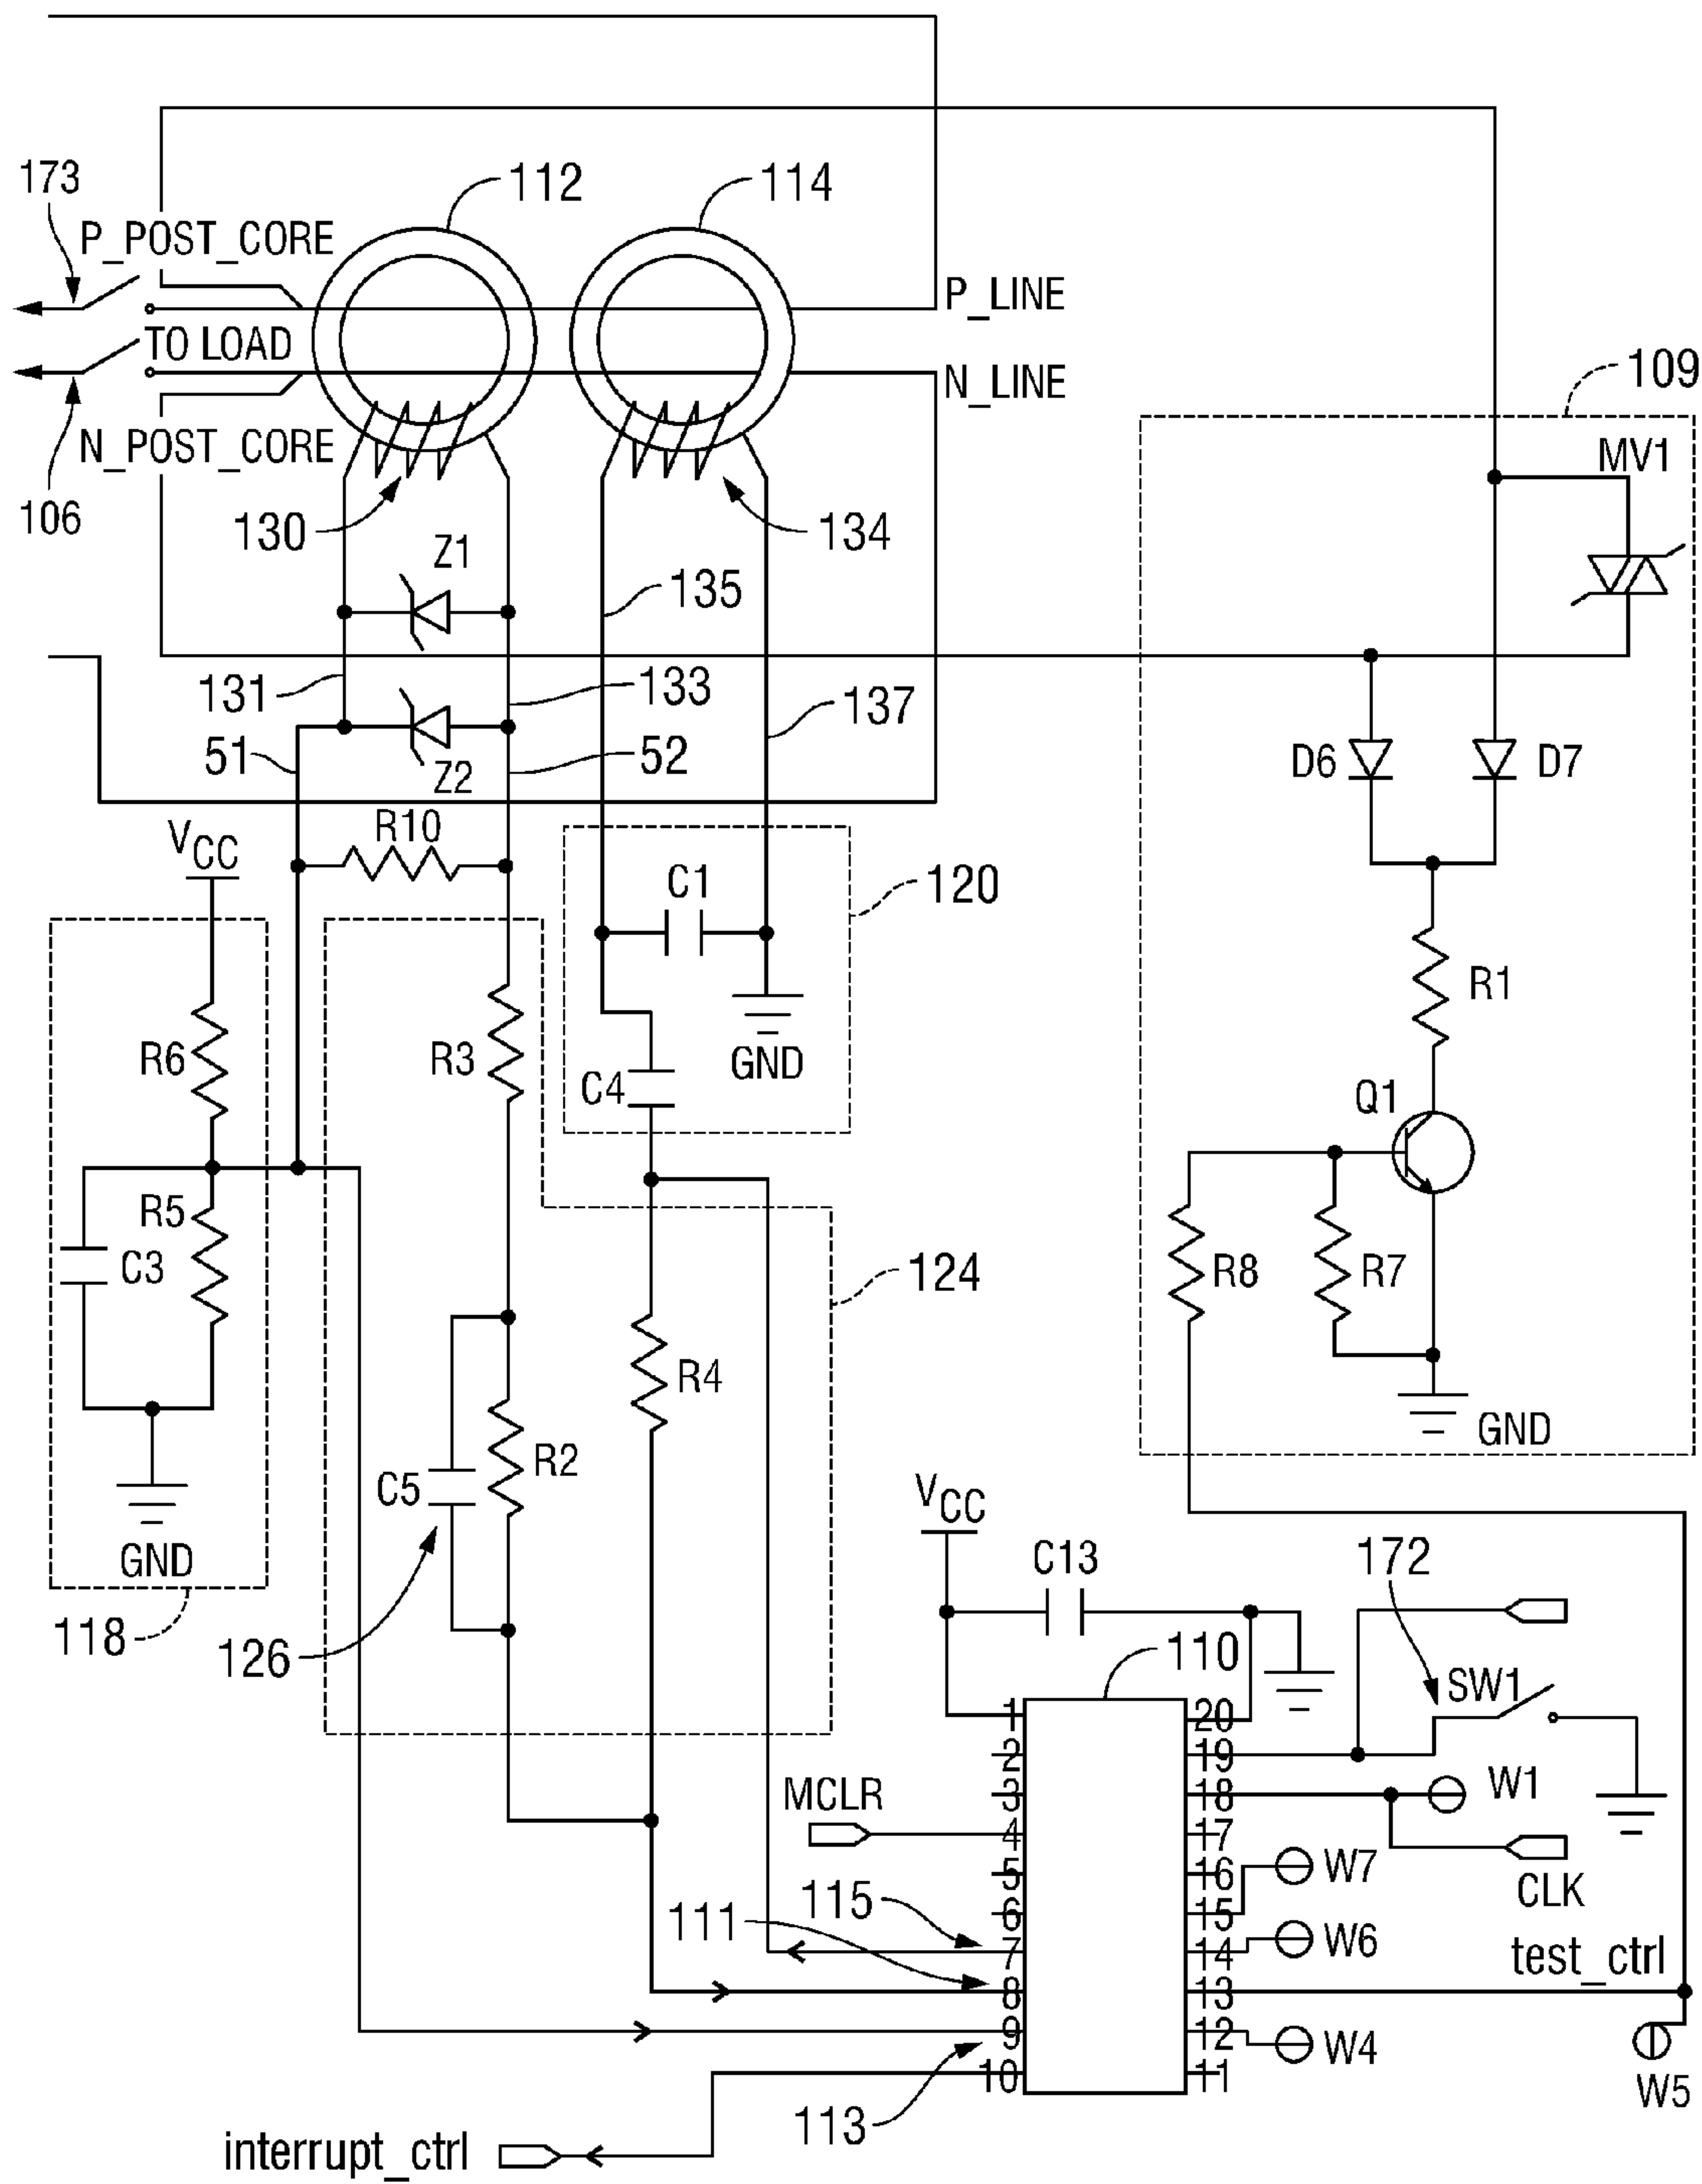 173
112
114
P_POST_CORE
P_LINE
TO LOAD
N_LINE
109
N_POST_CORE
MV1
106
130
134
Z1
135
131
133
137
51
52
Z2
D6
D7
R10
VCC
C1
120
R1
R6
R3
C4
GND
Q1
R5
C3
R8
R7
124
R4
GND
R2
C5
VCC
GND
C13
172
118
126
110
SW1
1
20
2
19
3
18
W1
MCLR
4
17
5
16
W7
CLK
115
6
15
111
7
14
W6
test_ctrl
8
13
9
12
W4
10
11
W5
113
interrupt_ctrl